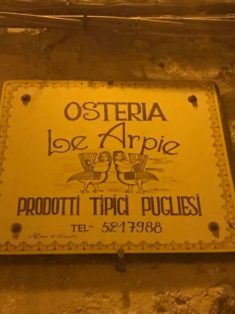 OSTERIA
Le Arpie
PRODOTTI TIPICI PUGLIESI
TEL- 5217988